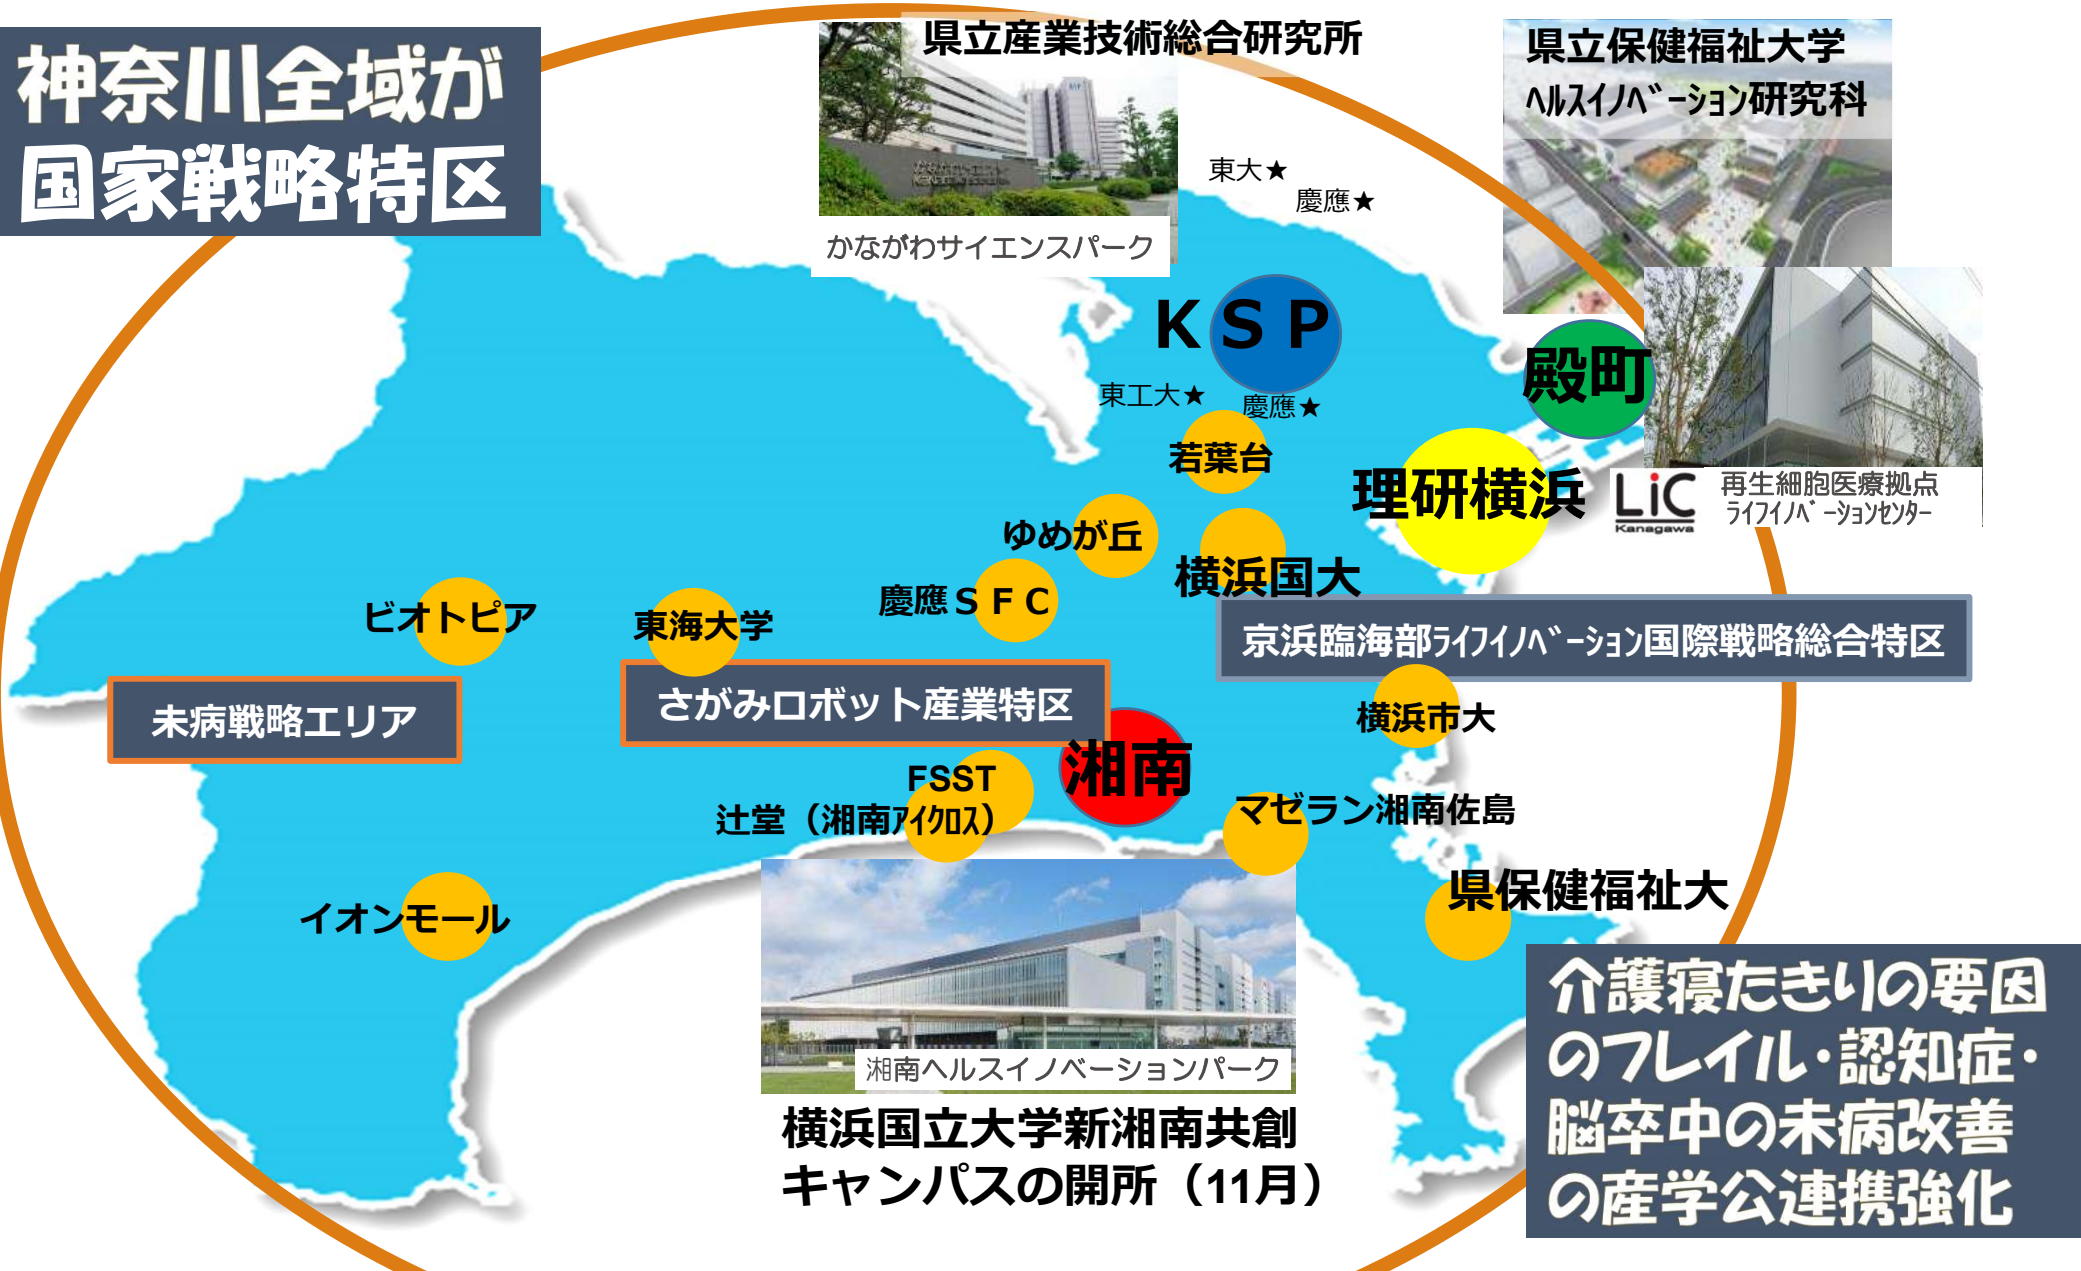 神奈川全域が
国家戦略特区
県立産業技術総合研究所
かながわサイエンスパーク
県立保健福祉大学
ﾍﾙｽｲﾉﾍﾞｰｼｮﾝ研究科
東大★
慶應★
ＫＳＰ
殿町
東工大★
慶應★
若葉台
理研横浜
LiC
Kanagawa
再生細胞医療拠点
ﾗｲﾌｲﾉﾍﾞｰｼｮﾝｾﾝﾀｰ
ゆめが丘
横浜国大
慶應ＳＦＣ
ビオトピア
東海大学
京浜臨海部ﾗｲﾌｲﾉﾍﾞｰｼｮﾝ国際戦略総合特区
未病戦略エリア
さがみロボット産業特区
横浜市大
湘南
FSST
辻堂（湘南ｱｲｸﾛｽ）
マゼラン湘南佐島
イオンモール
県保健福祉大
湘南ヘルスイノベーションパーク
横浜国立大学新湘南共創
キャンパスの開所（11月）
介護寝たきりの要因
のフレイル・認知症・
脳卒中の未病改善
の産学公連携強化